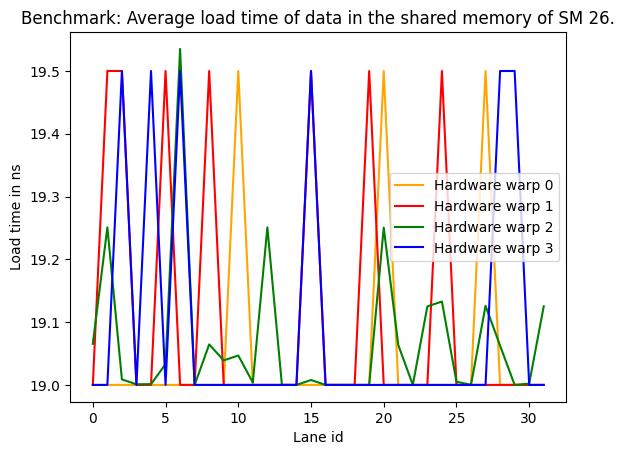 Benchmark: Average load time of data in the shared memory of SM 26.
Load time in ns
19.5
19.4
19.3
19.2
19.1
19.0
Hardware warp 0
Hardware warp 1
Hardware warp 2
Hardware warp 3
0
5
10
15
20
25
30
Lane id